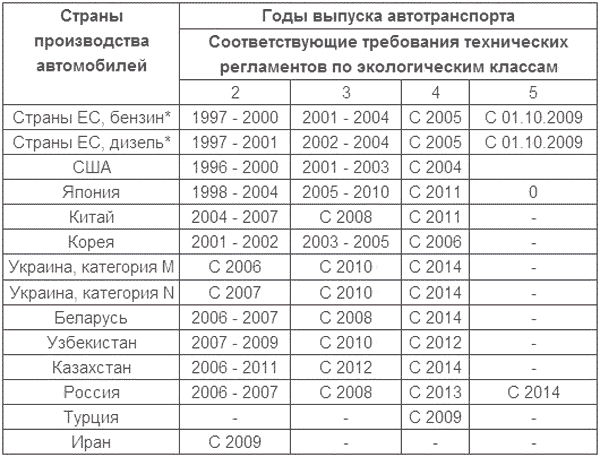 Страны производства автомобилей
Годы выпуска автотранспорта
Соответствующие требования технических
регламентов по экологическим классам
2 3 4 5
Страны ЕС, бензин* 1997 - 2000 2001 - 2004 С 2005 С 01.10.2009
Страны ЕС, дизель* 1997 - 2001 2002 - 2004 С 2005 С 01.10.2009
США 1996 - 2000 2001 - 2003 С 2004
Япония 1998 - 2004 2005 - 2010 С 2011 0
Китай 2004 - 2007 С 2008 С 2011 -
Корея 2001 - 2002 2003 - 2005 С 2006 -
Украина, категория М С 2006 С 2010 С 2014 -
Украина, категория N С 2007 С 2010 С 2014 -
Беларусь 2006 - 2007 С 2008 С 2014 -
Узбекистан 2007 - 2009 С 2010 С 2012 -
Казахстан 2006 - 2011 С 2012 С 2014 -
Россия 2006 - 2007 С 2008 С 2013 С 2014
Турция - - С 2009 -
Иран С 2009 - - -